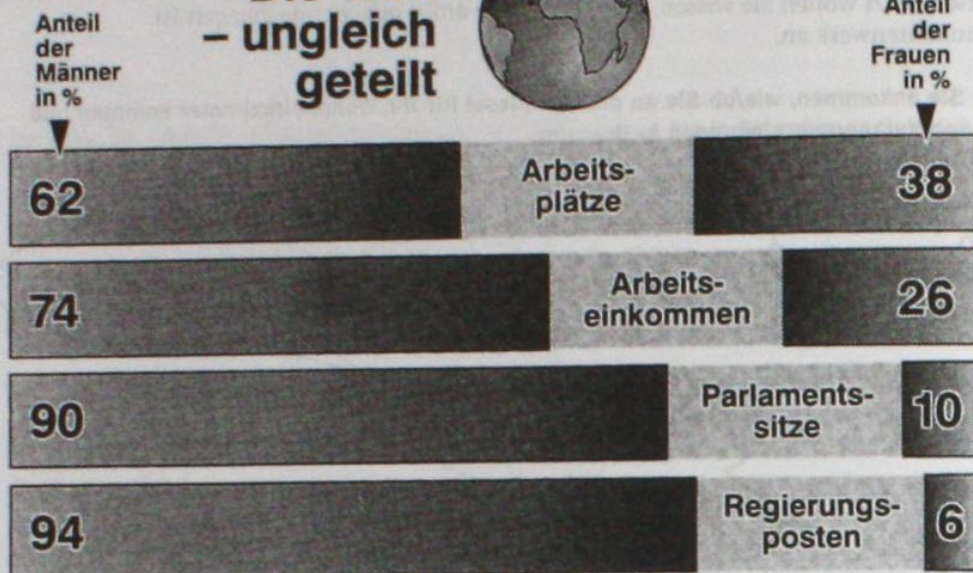 – ungleich
geteilt
Anteil
der
Männer
in %
Anteil
der
Frauen
in %
62
Arbeits-
plätze
38
74
Arbeits-
einkommen
26
90
Parlaments-
sitze
10
94
Regierungs-
posten
6